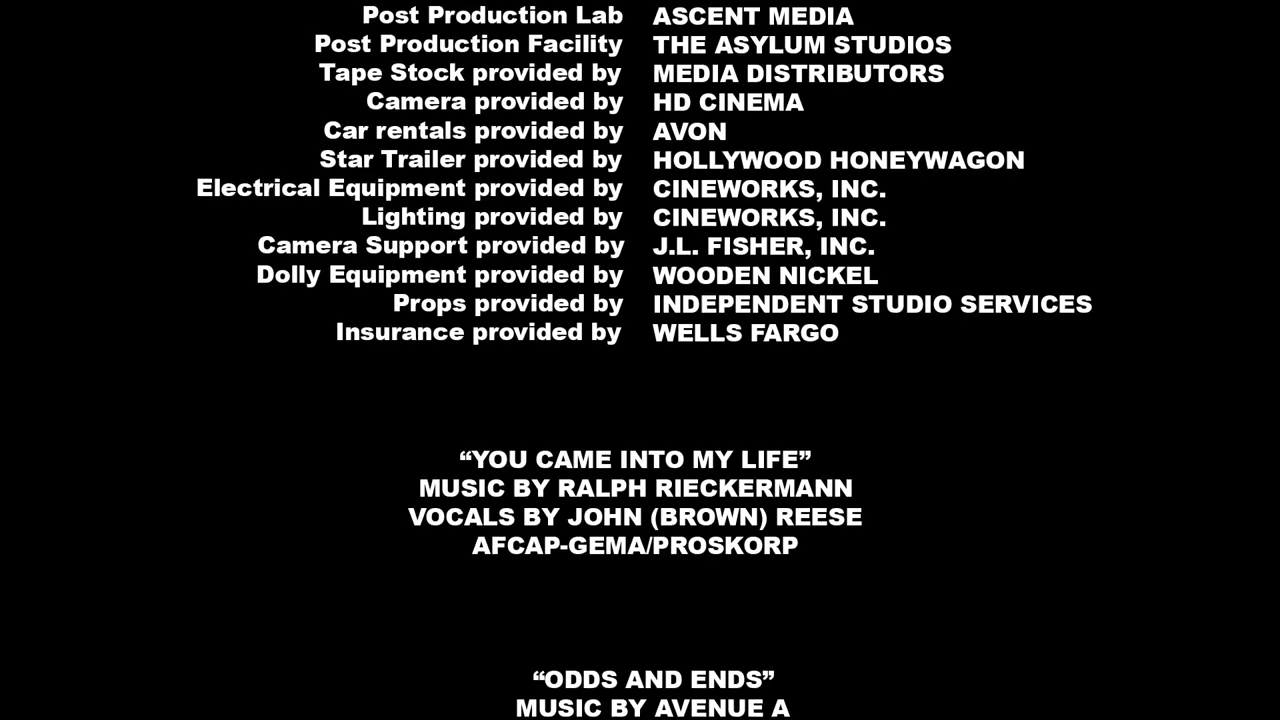 Post Production Lab ASCENT MEDIA
Post Production Facility THE ASYLUM STUDIOS
Tape Stock provided by MEDIA DISTRIBUTORS
Camera provided by HD CINEMA
Car rentals provided by AVON
Star Trailer provided by HOLLYWOOD HONEYWAGON
Electrical Equipment provided by CINEWORKS, INC.
Lighting provided by CINEWORKS, INC.
Camera Support provided by J.L. FISHER, INC.
Dolly Equipment provided by WOODEN NICKEL
Props provided by INDEPENDENT STUDIO SERVICES
Insurance provided by WELLS FARGO
“YOU CAME INTO MY LIFE”
MUSIC BY RALPH RIECKERMANN
VOCALS BY JOHN (BROWN) REESE
AFCAP-GEMA/PROSKORP
“ODDS AND ENDS”
MUSIC BY AVENUE A